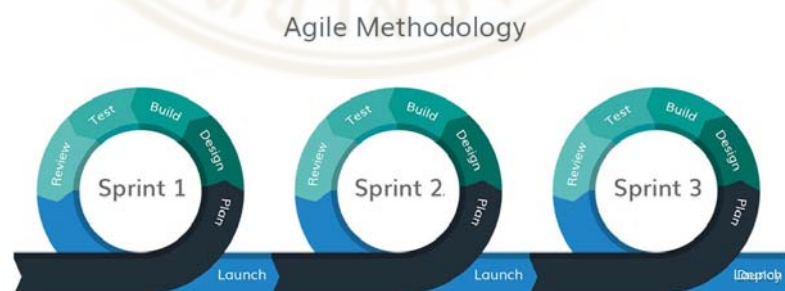 Agile Methodology
Plan
Design
Build
Test
Review
Sprint 1
Launch
Plan
Design
Build
Test
Review
Sprint 2.
Launch
Plan
Design
Build
Test
Review
Sprint 3